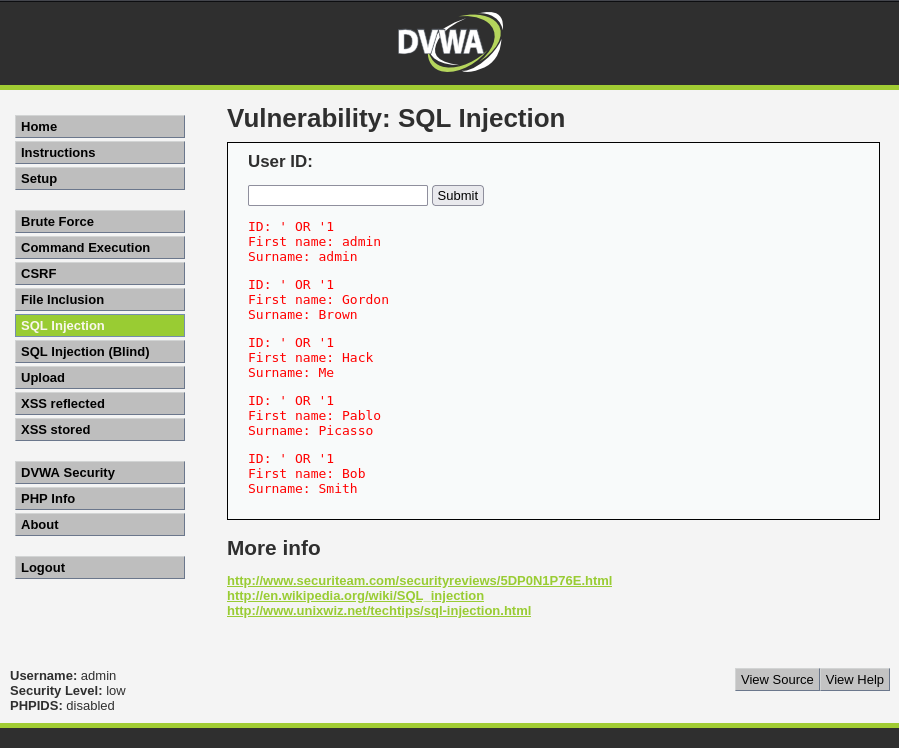 DVWA
Home
Instructions
Setup
Brute Force
Command Execution
CSRF
File Inclusion
SQL Injection
SQL Injection (Blind)
Upload
XSS reflected
XSS stored
DVWA Security
PHP Info
About
Logout
Vulnerability: SQL Injection
User ID:
Submit
ID: ' OR '1
First name: admin
Surname: admin
ID: ' OR '1
First name: Gordon
Surname: Brown
ID: ' OR '1
First name: Hack
Surname: Me
ID: ' OR '1
First name: Pablo
Surname: Picasso
ID: ' OR '1
First name: Bob
Surname: Smith
More info
http://www.securiteam.com/securityreviews/5DP0N1P76E.html
http://en.wikipedia.org/wiki/SQL_injection
http://www.unixwiz.net/techtips/sql-injection.html
Username: admin
Security Level: low
PHPIDS: disabled
View Source View Help